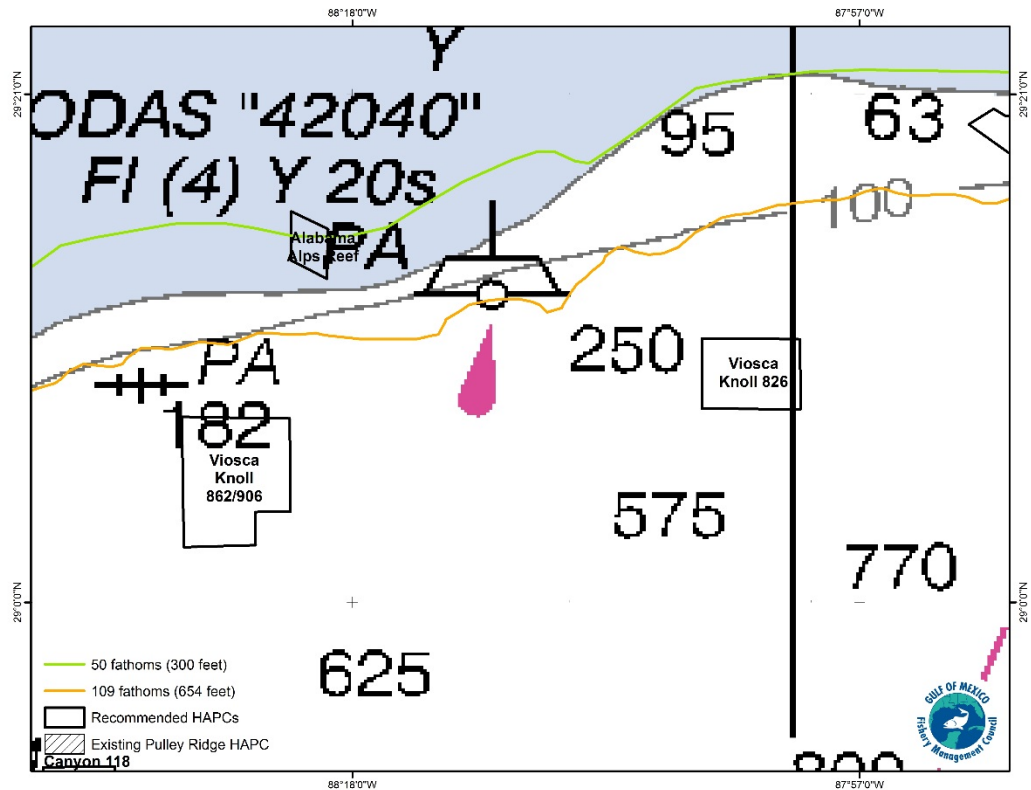 88°18'0"W
87°57'0"W
Y
29°21'0"N
29°21'0"N
ODAS "42040"
Fl (4) Y 20s
95
63
100
Alabama
Alps Reef
PA
250
Viosca
Knoll 826
PA
182
Viosca
Knoll
862/906
575
770
29°0'0"N
29°0'0"N
625
50 fathoms (300 feet)
109 fathoms (654 feet)
Recommended HAPCs
Existing Pulley Ridge HAPC
Canyon 118
GULF OF MEXICO
Fishery Management Council
88°18'0"W
87°57'0"W